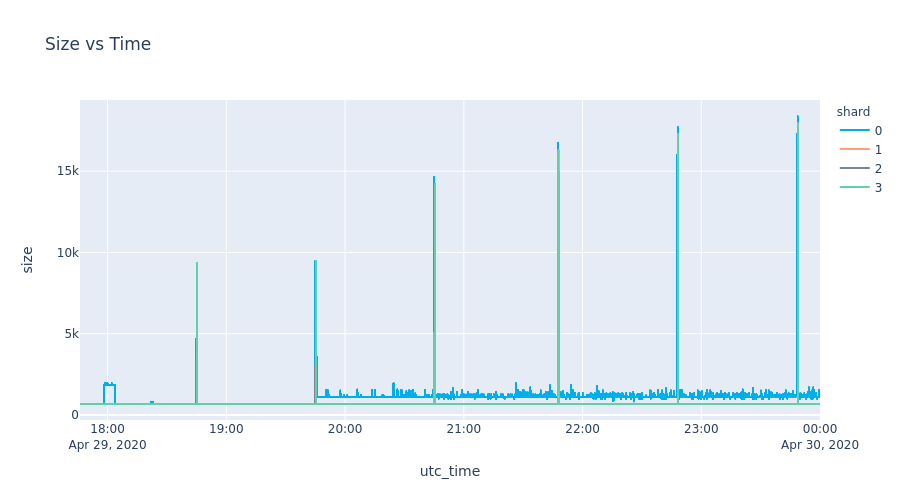 Size vs Time
shard
0
1
2
3
15k
10k
5k
0
size
18:00
Apr 29, 2020
19:00
20:00
21:00
22:00
23:00
00:00
Apr 30, 2020
utc_time